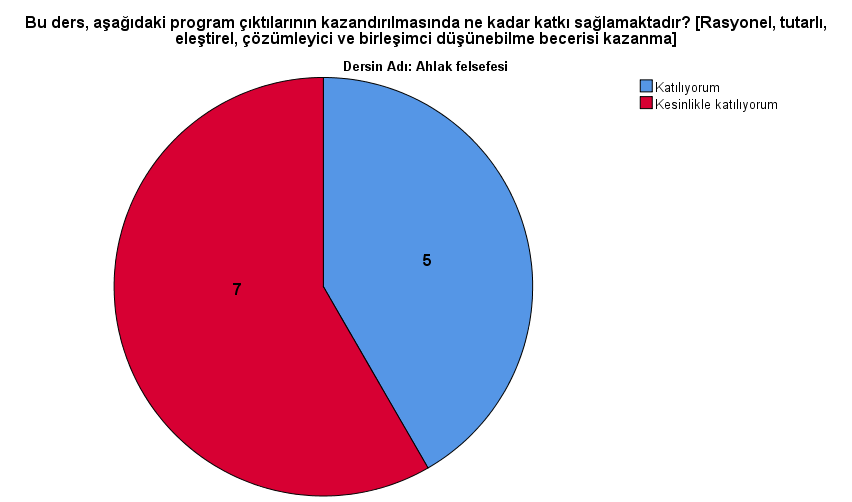 Bu ders, aşağıdaki program çıktılarının kazandırılmasında ne kadar katkı sağlamaktadır? [Rasyonel, tutarlı,
eleştirel, çözümleyici ve birleşimci düşünebilme becerisi kazanma]
Dersin Adı: Ahlak felsefesi
Katılıyorum
Kesinlikle katılıyorum
5
7